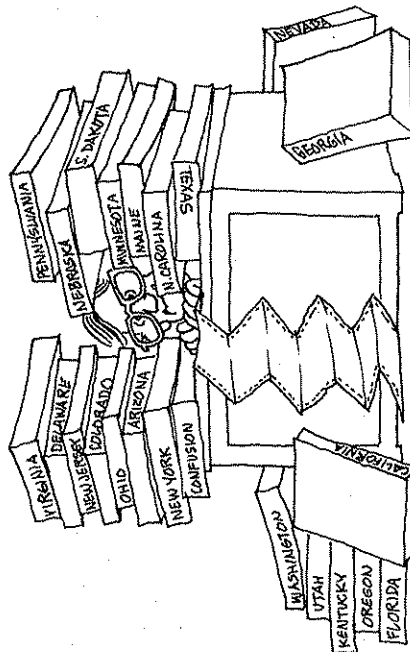 VIRGINIA
DELAWARE
NEW JERSEY
COLORADO
OHIO
ARIZONA
NEW YORK
CONFUSION
PENNYSLVANIA
NEBRASKA
S. DAKOTA
MINNESOTA
MAINE
N. CAROLINA
TEXAS
WASHINGTON
UTAH
KENTUCKY
OREGON
FLORIDA
CALIFORNIA
NEVADA
GEORGIA